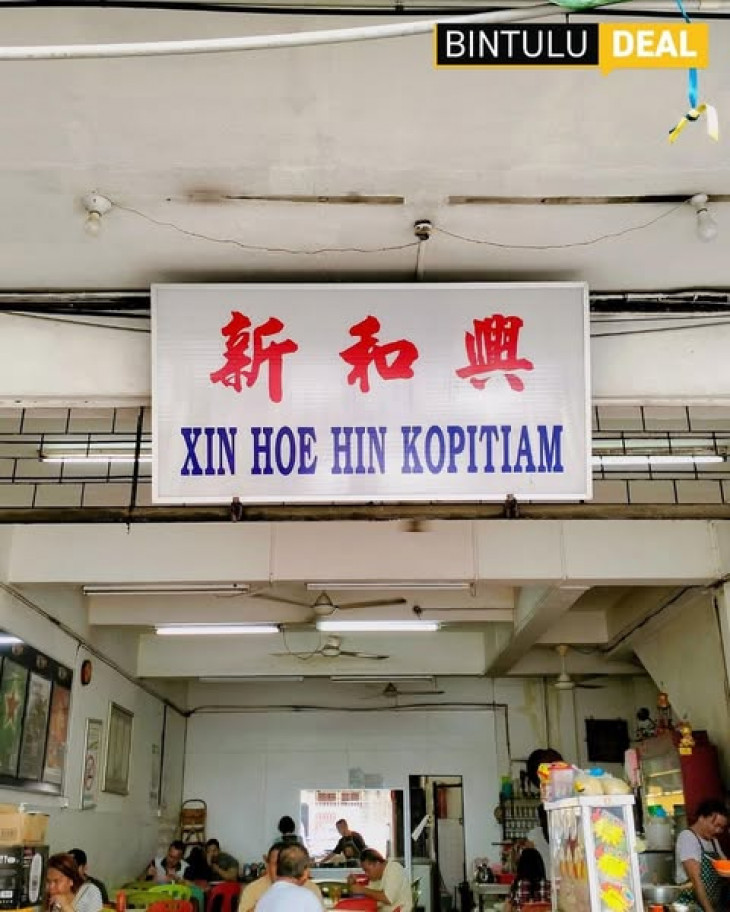 BINTULU DEAL
新和興
XIN HOE HIN KOPITIAM